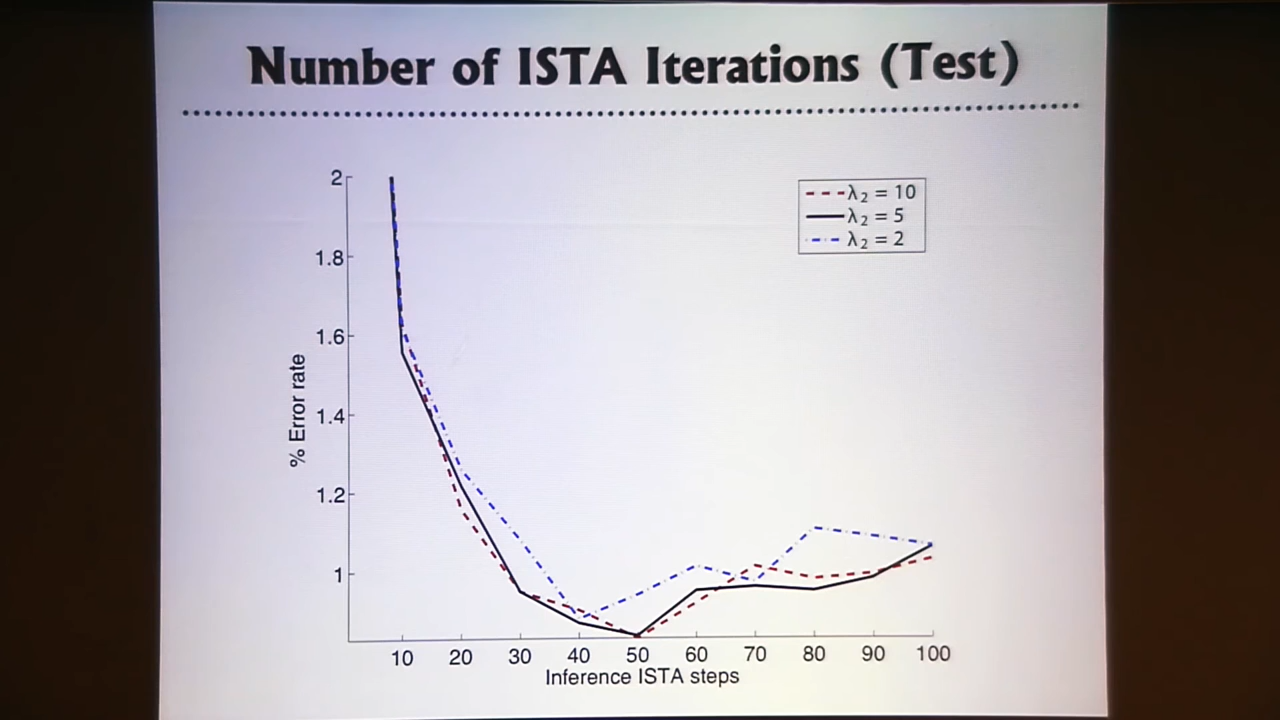 Number of ISTA Iterations (Test)
λ₂ = 10
λ₂ = 5
λ₂ = 2
% Error rate
2
1.8
1.6
1.4
1.2
1
10 20 30 40 50 60 70 80 90 100
Inference ISTA steps